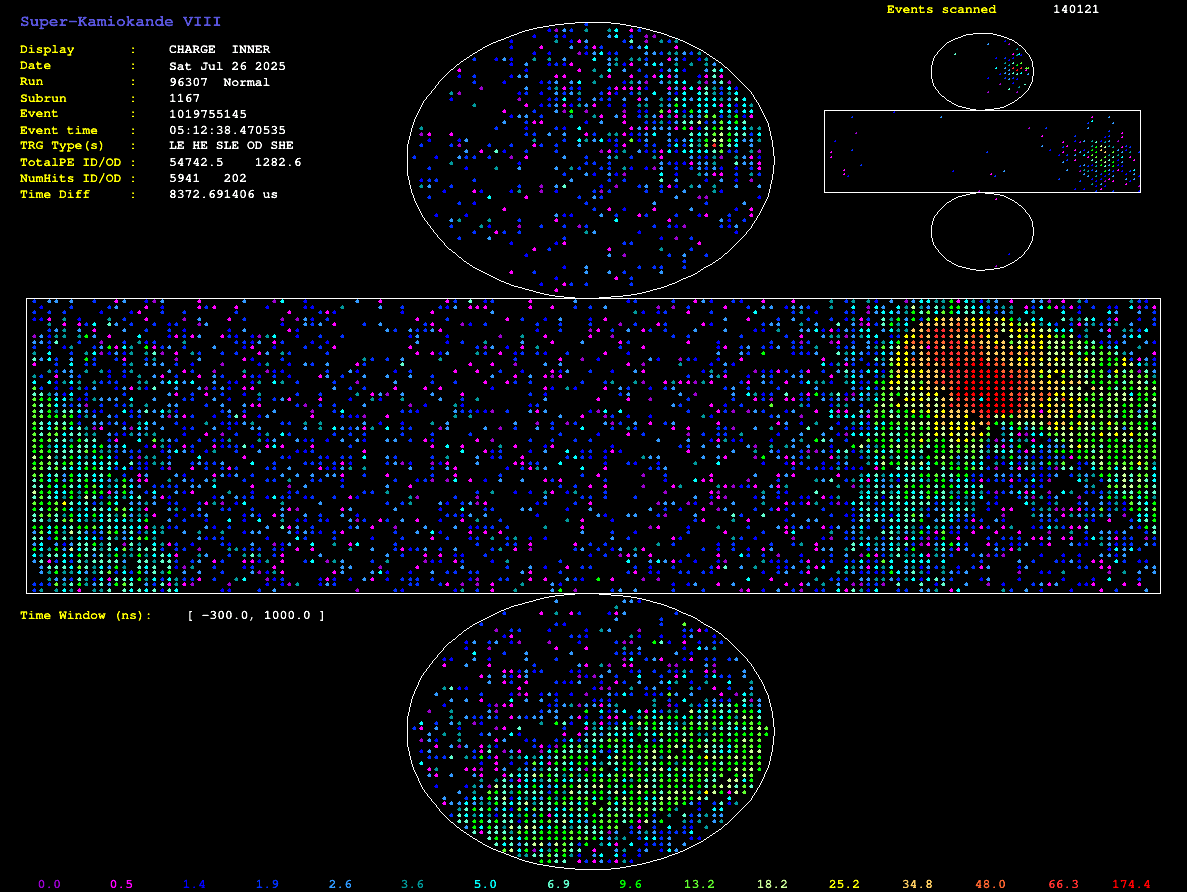 Super-Kamiokande VIII
Events scanned 140121
Display : CHARGE INNER
Date : Sat Jul 26 2025
Run : 96307 Normal
Subrun : 1167
Event : 1019755145
Event time : 05:12:38.470535
TRG Type(s) : LE HE SLE OD SHE
TotalPE ID/OD : 54742.5 1282.6
NumHits ID/OD : 5941 202
Time Diff : 8372.691406 us
Time Window (ns): [ -300.0, 1000.0 ]
0.0 0.5 1.4 1.9 2.6 3.6 5.0 6.9 9.6 13.2 18.2 25.2 34.8 48.0 66.3 174.4